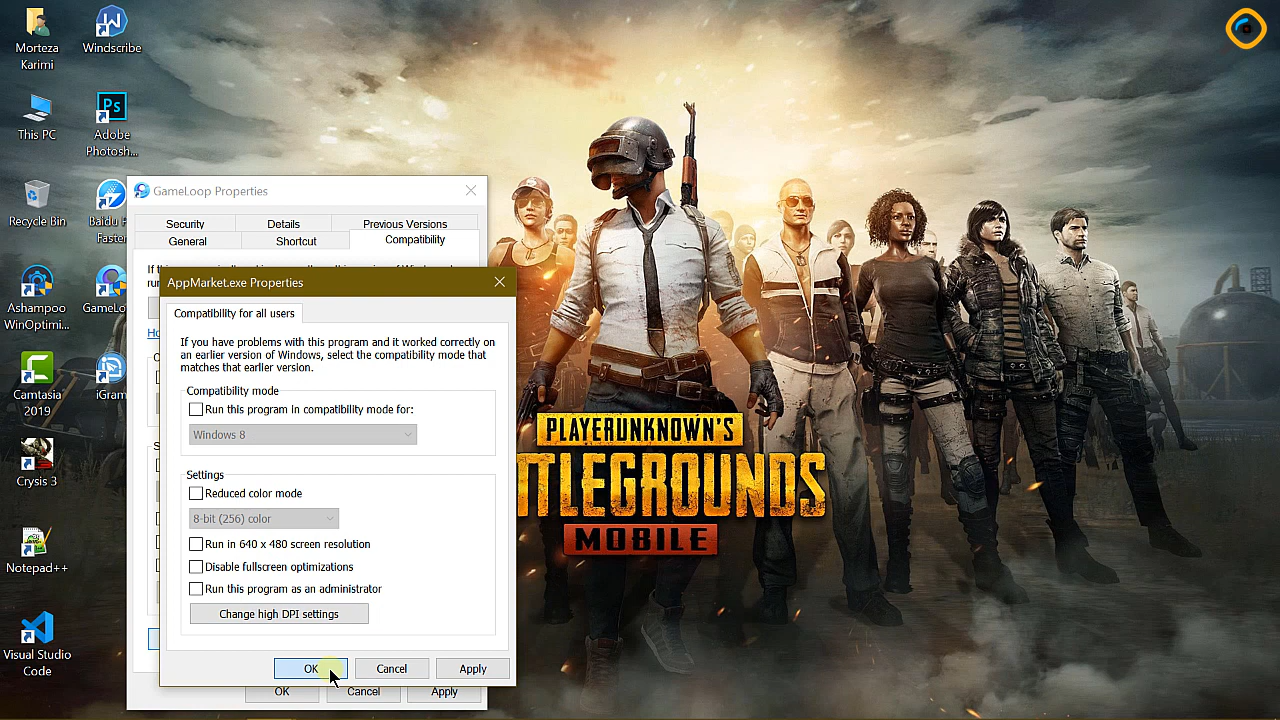 Morteza
Karimi
Windscribe
This PC
Adobe
Photosh...
Recycle Bin
Baidu
Faster
Ashampoo
WinOptimi...
GameLo
Camtasia
2019
iGram
Crysis 3
Notepad++
Visual Studio
Code
GameLoop Properties
Security
Details
Previous Versions
General
Shortcut
Compatibility
AppMarket.exe Properties
Compatibility for all users
If you have problems with this program and it worked correctly on
an earlier version of Windows, select the compatibility mode that
matches that earlier version.
Compatibility mode
Run this program in compatibility mode for:
Windows 8
Settings
Reduced color mode
8-bit (256) color
Run in 640 x 480 screen resolution
Disable fullscreen optimizations
Run this program as an administrator
Change high DPI settings
OK
Cancel
Apply
OK
Cancel
Apply
PLAYERUNKNOWN'S
TTLEGROUNDS
MOBILE